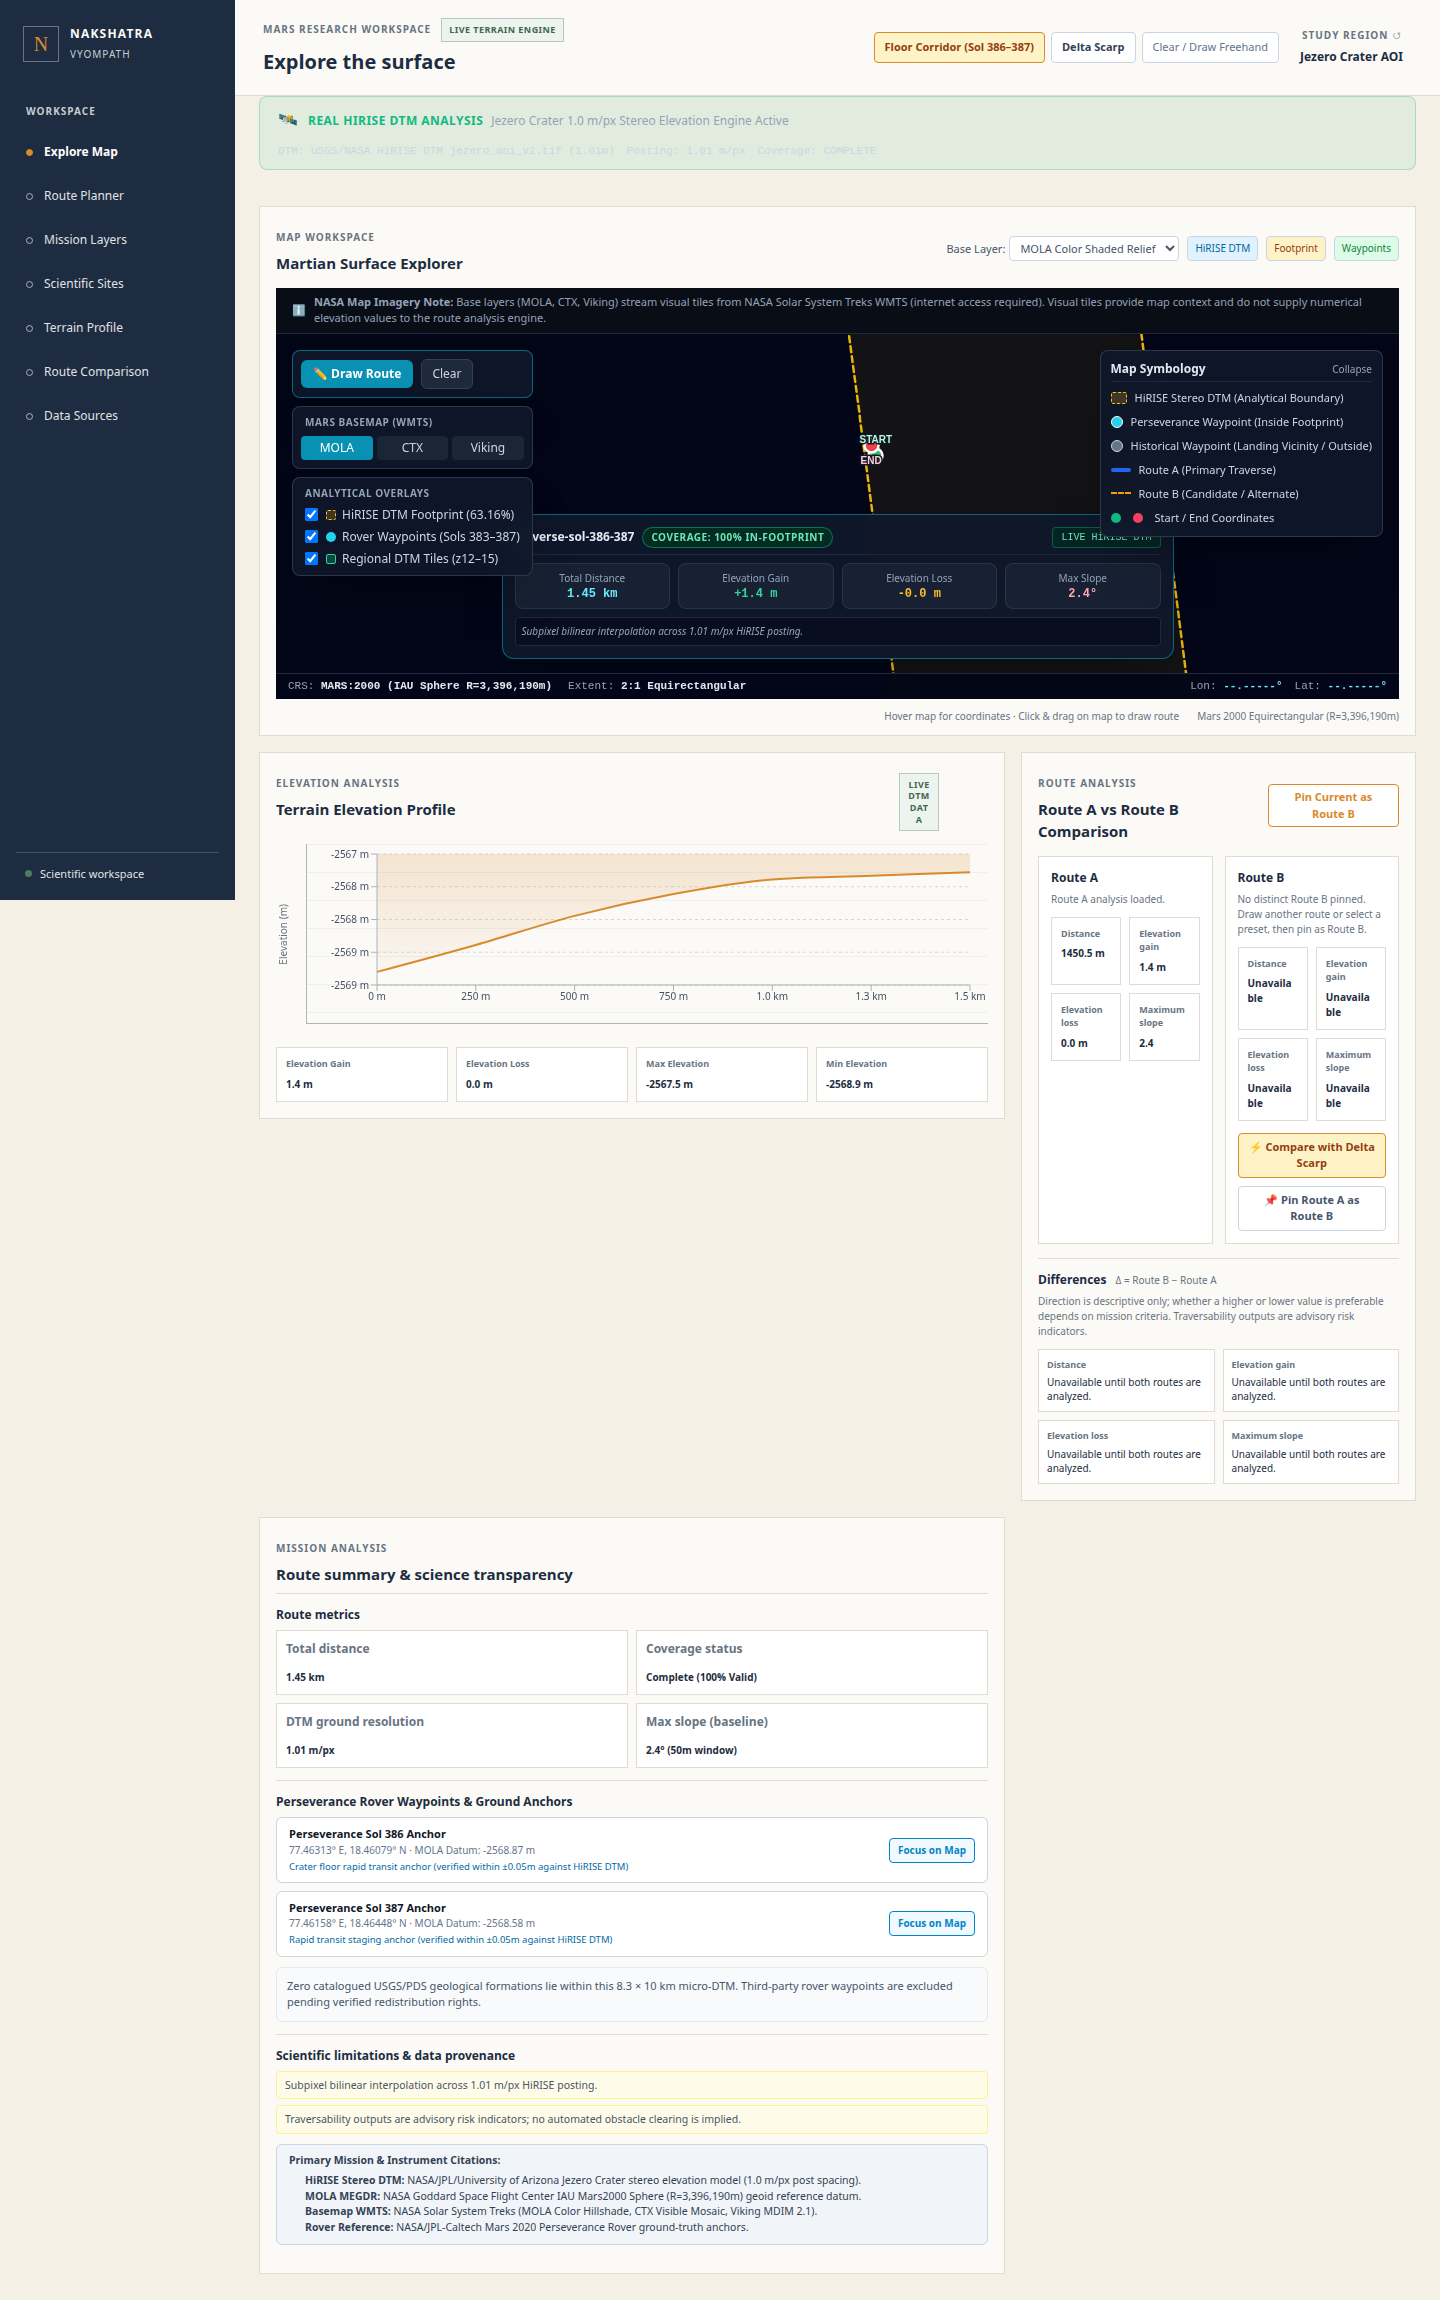 N
NAKSHATRA
VYOMPATH
WORKSPACE
Explore Map
Route Planner
Mission Layers
Scientific Sites
Terrain Profile
Route Comparison
Data Sources
Scientific workspace
MARS RESEARCH WORKSPACE
LIVE TERRAIN ENGINE
Explore the surface
Floor Corridor (Sol 386–387)
Delta Scarp
Clear / Draw Freehand
STUDY REGION
Jezero Crater AOI
REAL HIRISE DTM ANALYSIS Jezero Crater 1.0 m/px Stereo Elevation Engine Active
DTM: USGS/NASA HiRISE DTM jezero_aoi_v2.tif (1.01m) Posting: 1.01 m/px Coverage: COMPLETE
MAP WORKSPACE
Martian Surface Explorer
Base Layer: MOLA Color Shaded Relief
HiRISE DTM
Footprint
Waypoints
NASA Map Imagery Note: Base layers (MOLA, CTX, Viking) stream visual tiles from NASA Solar System Treks WMTS (internet access required). Visual tiles provide map context and do not supply numerical
elevation values to the route analysis engine.
Draw Route
Clear
MARS BASEMAP (WMTS)
MOLA CTX Viking
ANALYTICAL OVERLAYS
HiRISE DTM Footprint (63.16%)
Rover Waypoints (Sols 383–387)
Regional DTM Tiles (z12–15)
START
END
Map Symbology
Collapse
HiRISE Stereo DTM (Analytical Boundary)
Perseverance Waypoint (Inside Footprint)
Historical Waypoint (Landing Vicinity / Outside)
Route A (Primary Traverse)
Route B (Candidate / Alternate)
Start / End Coordinates
verse-sol-386-387
COVERAGE: 100% IN-FOOTPRINT
LIVE HiRISE DTM
Total Distance
1.45 km
Elevation Gain
+1.4 m
Elevation Loss
-0.0 m
Max Slope
2.4°
Subpixel bilinear interpolation across 1.01 m/px HiRISE posting.
CRS: MARS:2000 (IAU Sphere R=3,396,190m) Extent: 2:1 Equirectangular
Lon: --.-----° Lat: --.-----°
Hover map for coordinates · Click & drag on map to draw route
Mars 2000 Equirectangular (R=3,396,190m)
ELEVATION ANALYSIS
Terrain Elevation Profile
LIVE
DTM
DAT
A
Elevation (m)
-2567 m
-2568 m
-2568 m
-2569 m
-2569 m
0 m 250 m 500 m 750 m 1.0 km 1.3 km 1.5 km
Elevation Gain
1.4 m
Elevation Loss
0.0 m
Max Elevation
-2567.5 m
Min Elevation
-2568.9 m
ROUTE ANALYSIS
Route A vs Route B
Comparison
Pin Current as
Route B
Route A
Route A analysis loaded.
Distance
1450.5 m
Elevation
gain
1.4 m
Elevation
loss
0.0 m
Maximum
slope
2.4
Route B
No distinct Route B pinned.
Draw another route or select a
preset, then pin as Route B.
Distance
Unavaila
ble
Elevation
gain
Unavaila
ble
Elevation
loss
Unavaila
ble
Maximum
slope
Unavaila
ble
⚡ Compare with Delta
Scarp
📌 Pin Route A as
Route B
Differences Δ = Route B − Route A
Direction is descriptive only; whether a higher or lower value is preferable
depends on mission criteria. Traversability outputs are advisory risk
indicators.
Distance
Unavailable until both routes are
analyzed.
Elevation gain
Unavailable until both routes are
analyzed.
Elevation loss
Unavailable until both routes are
analyzed.
Maximum slope
Unavailable until both routes are
analyzed.
MISSION ANALYSIS
Route summary & science transparency
Route metrics
Total distance
1.45 km
Coverage status
Complete (100% Valid)
DTM ground resolution
1.01 m/px
Max slope (baseline)
2.4° (50m window)
Perseverance Rover Waypoints & Ground Anchors
Perseverance Sol 386 Anchor
77.46313° E, 18.46079° N · MOLA Datum: -2568.87 m
Crater floor rapid transit anchor (verified within ±0.05m against HiRISE DTM)
Focus on Map
Perseverance Sol 387 Anchor
77.46158° E, 18.46448° N · MOLA Datum: -2568.58 m
Rapid transit staging anchor (verified within ±0.05m against HiRISE DTM)
Focus on Map
Zero catalogued USGS/PDS geological formations lie within this 8.3 × 10 km micro-DTM. Third-party rover waypoints are excluded
pending verified redistribution rights.
Scientific limitations & data provenance
Subpixel bilinear interpolation across 1.01 m/px HiRISE posting.
Traversability outputs are advisory risk indicators; no automated obstacle clearing is implied.
Primary Mission & Instrument Citations:
HiRISE Stereo DTM: NASA/JPL/University of Arizona Jezero Crater stereo elevation model (1.0 m/px post spacing).
MOLA MEGDR: NASA Goddard Space Flight Center IAU Mars2000 Sphere (R=3,396,190m) geoid reference datum.
Basemap WMTS: NASA Solar System Treks (MOLA Color Hillshade, CTX Visible Mosaic, Viking MDIM 2.1).
Rover Reference: NASA/JPL-Caltech Mars 2020 Perseverance Rover ground-truth anchors.